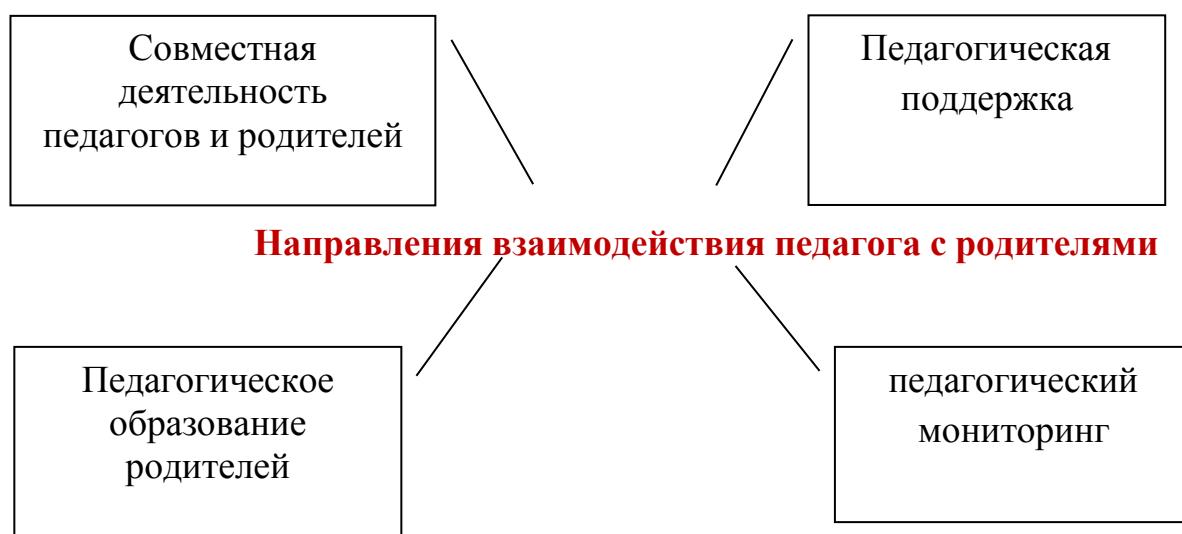 Совместная
деятельность
педагогов и родителей
Педагогическая
поддержка
Направления взаимодействия педагога с родителями
Педагогическое
образование
родителей
педагогический
мониторинг